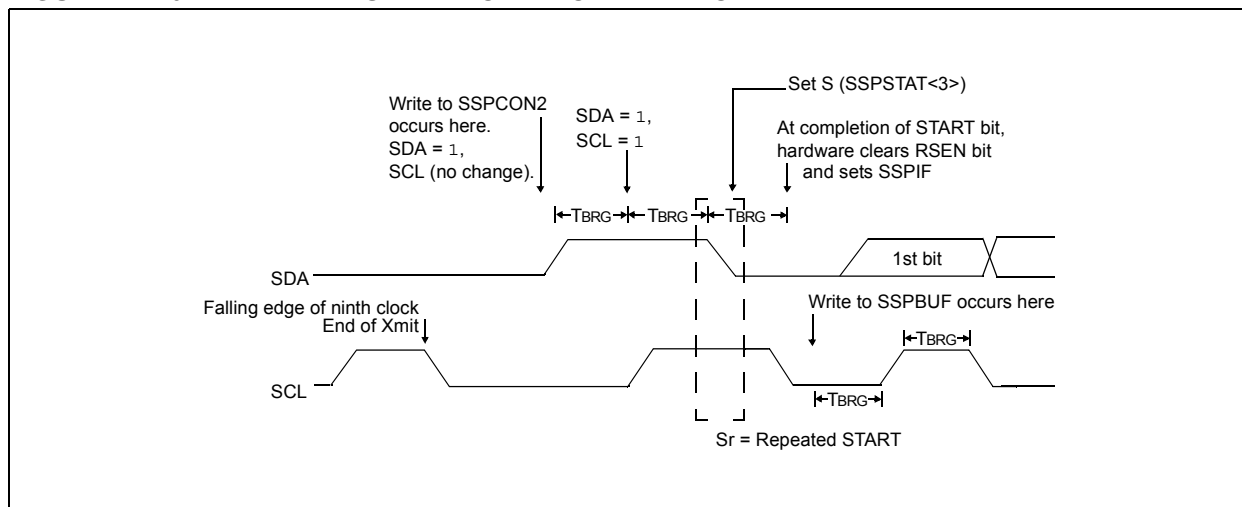 Set S (SSPSTAT<3>)
Write to SSPCON2
occurs here.
SDA = 1,
SCL (no change).
SDA = 1,
SCL = 1
At completion of START bit,
hardware clears RSEN bit
and sets SSPIF
TBRG
TBRG
TBRG
SDA
1st bit
Falling edge of ninth clock
End of Xmit
Write to SSPBUF occurs here
TBRG
SCL
TBRG
Sr = Repeated START